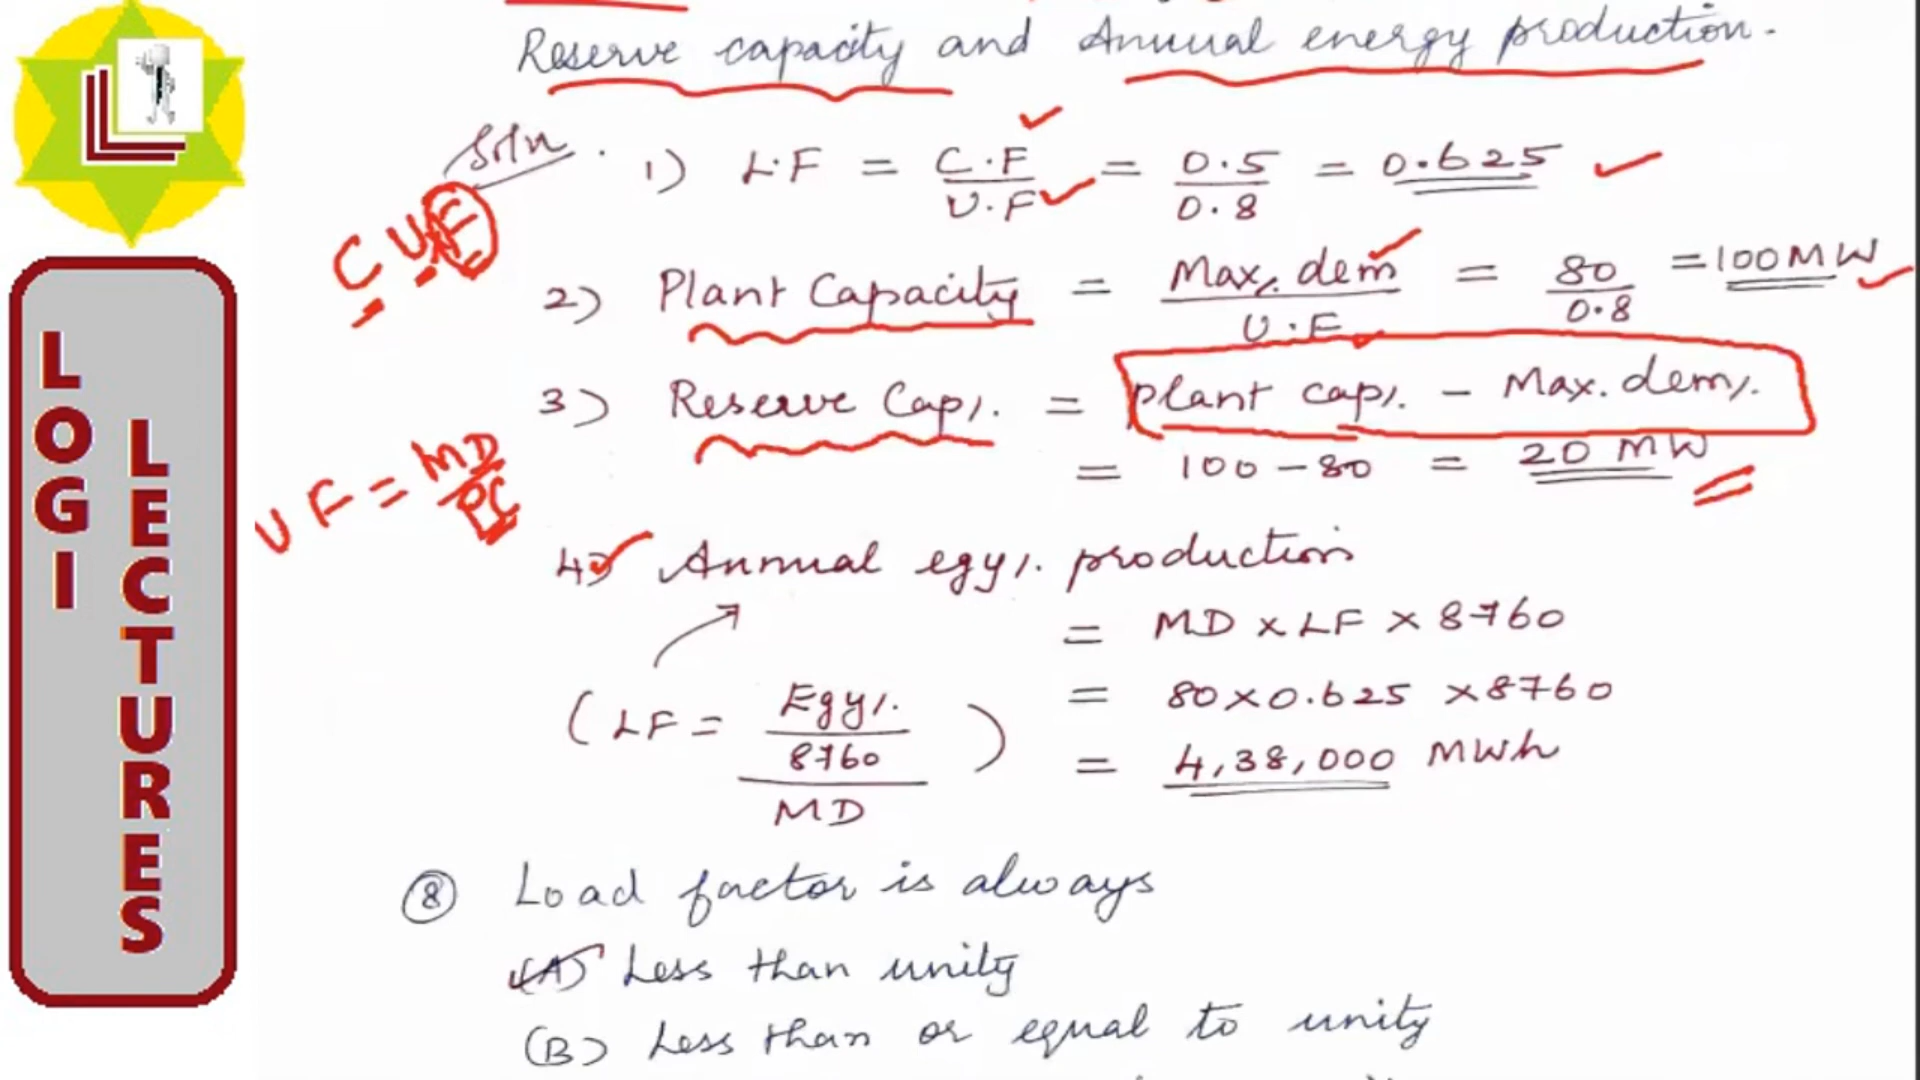 LOGI
LECTURES
Reserve capacity and Annual energy production.
Soln.
1) L.F = C.F / U.F = 0.5 / 0.8 = 0.625
2) Plant Capacity = Max. dem / U.F = 80 / 0.8 = 100 MW
3) Reserve Cap/. = plant cap/. - Max. dem/.
= 100 - 80 = 20 MW
UF = MD / PC
4) Annual egy/. production
= MD x LF x 8760
= 80 x 0.625 x 8760
(LF = Egy/. / 8760 / MD)
= 4,38,000 MWh
8 Load factor is always
(A) Less than unity
(B) Less than or equal to unity